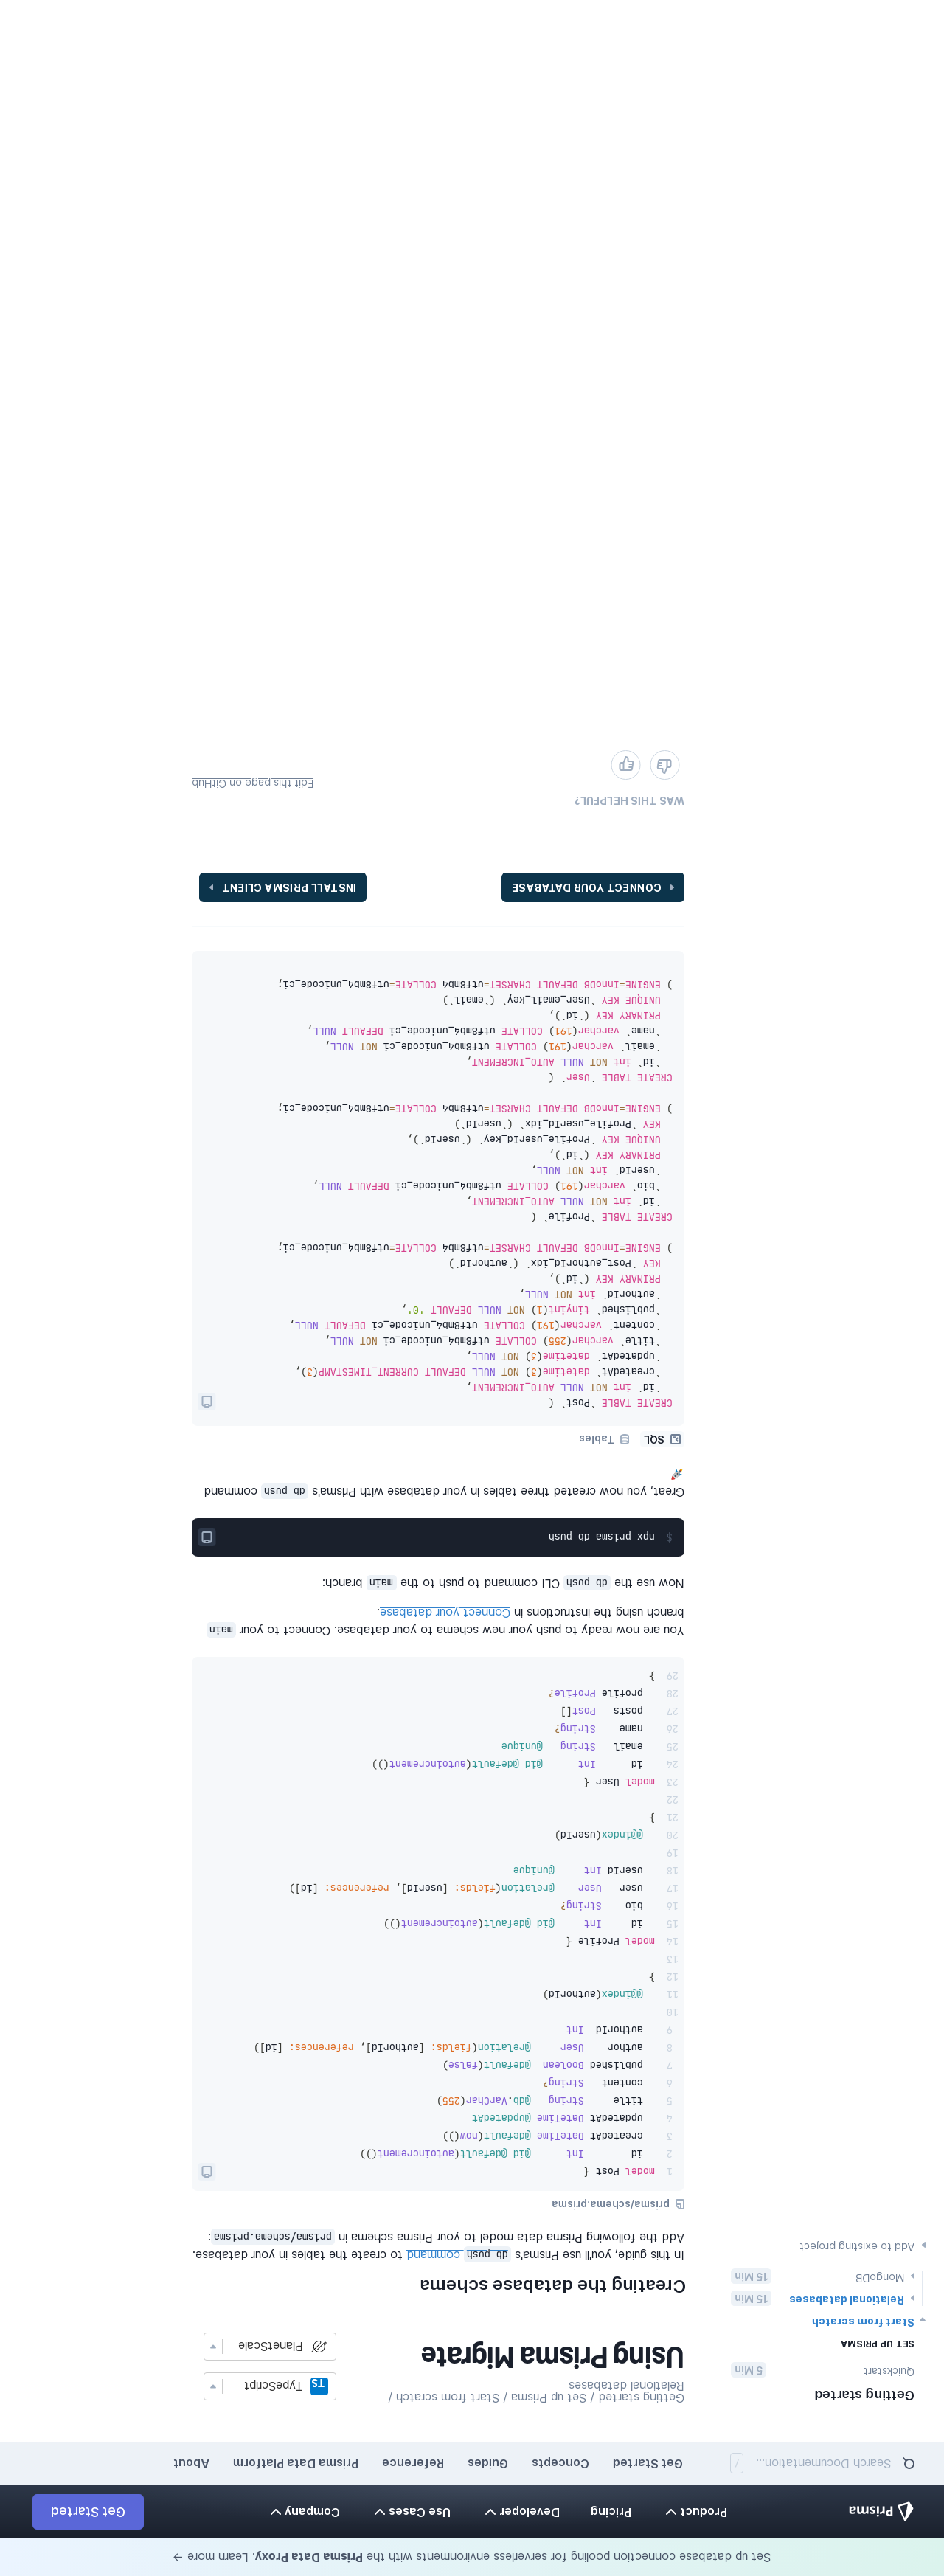 Set up database connection pooling for serverless environments with the Prisma Data Proxy. Learn more →
Prisma
Product
Pricing
Developer
Use Cases
Company
Get Started
Search Documentation...
/
Get Started
Concepts
Guides
Reference
Prisma Data Platform
About
Getting started
Quickstart
5 Min
SET UP PRISMA
Start from scratch
Relational databases
15 Min
MongoDB
15 Min
Add to existing project
Getting started / Set up Prisma / Start from scratch /
Relational databases
Using Prisma Migrate
TS TypeScript
PlanetScale
Creating the database schema
In this guide, you'll use Prisma's db push command to create the tables in your database.
Add the following Prisma data model to your Prisma schema in prisma/schema.prisma:
prisma/schema.prisma
1 model Post {
2   id        Int      @id @default(autoincrement())
3   createdAt DateTime @default(now())
4   updatedAt DateTime @updatedAt
5   title     String   @db.VarChar(255)
6   content   String?
7   published Boolean  @default(false)
8   author    User     @relation(fields: [authorId], references: [id])
9   authorId  Int
10
11   @@index(authorId)
12 }
13
14 model Profile {
15   id     Int     @id @default(autoincrement())
16   bio    String?
17   user   User    @relation(fields: [userId], references: [id])
18   userId Int     @unique
19
20   @@index(userId)
21 }
22
23 model User {
24   id      Int      @id @default(autoincrement())
25   email   String   @unique
26   name    String?
27   posts   Post[]
28   profile Profile?
29 }
You are now ready to push your new schema to your database. Connect to your main
branch using the instructions in Connect your database.
Now use the db push CLI command to push to the main branch:
$ npx prisma db push
Great, you now created three tables in your database with Prisma's db push command
🚀
SQL
Tables
CREATE TABLE `Post` (
  `id` int NOT NULL AUTO_INCREMENT,
  `createdAt` datetime(3) NOT NULL DEFAULT CURRENT_TIMESTAMP(3),
  `updatedAt` datetime(3) NOT NULL,
  `title` varchar(255) COLLATE utf8mb4_unicode_ci NOT NULL,
  `content` varchar(191) COLLATE utf8mb4_unicode_ci DEFAULT NULL,
  `published` tinyint(1) NOT NULL DEFAULT '0',
  `authorId` int NOT NULL,
  PRIMARY KEY (`id`),
  KEY `Post_authorId_idx` (`authorId`)
) ENGINE=InnoDB DEFAULT CHARSET=utf8mb4 COLLATE=utf8mb4_unicode_ci;
CREATE TABLE `Profile` (
  `id` int NOT NULL AUTO_INCREMENT,
  `bio` varchar(191) COLLATE utf8mb4_unicode_ci DEFAULT NULL,
  `userId` int NOT NULL,
  PRIMARY KEY (`id`),
  UNIQUE KEY `Profile_userId_key` (`userId`),
  KEY `Profile_userId_idx` (`userId`)
) ENGINE=InnoDB DEFAULT CHARSET=utf8mb4 COLLATE=utf8mb4_unicode_ci;
CREATE TABLE `User` (
  `id` int NOT NULL AUTO_INCREMENT,
  `email` varchar(191) COLLATE utf8mb4_unicode_ci NOT NULL,
  `name` varchar(191) COLLATE utf8mb4_unicode_ci DEFAULT NULL,
  PRIMARY KEY (`id`),
  UNIQUE KEY `User_email_key` (`email`)
) ENGINE=InnoDB DEFAULT CHARSET=utf8mb4 COLLATE=utf8mb4_unicode_ci;
CONNECT YOUR DATABASE
INSTALL PRISMA CLIENT
WAS THIS HELPFUL?
Edit this page on GitHub